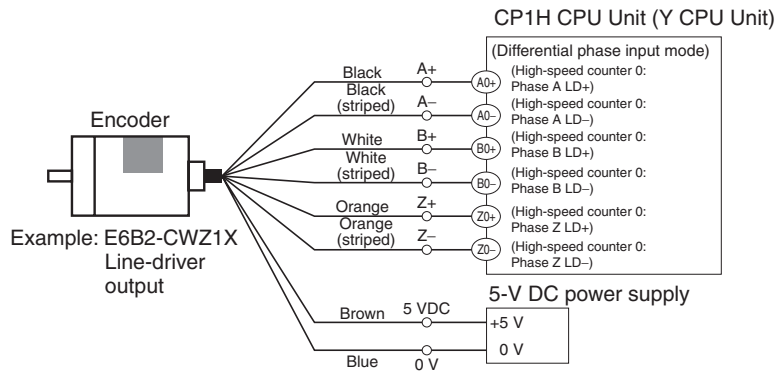 CP1H CPU Unit (Y CPU Unit)
(Differential phase input mode)
Black A+ A0+ (High-speed counter 0:
Phase A LD+)
Black
(striped) A− A0− (High-speed counter 0:
Phase A LD−)
Encoder
White B+ B0+ (High-speed counter 0:
Phase B LD+)
White
(striped) B− B0− (High-speed counter 0:
Phase B LD−)
Orange Z+ Z0+ (High-speed counter 0:
Phase Z LD+)
Orange
(striped) Z− Z0− (High-speed counter 0:
Phase Z LD−)
Example: E6B2-CWZ1X
Line-driver
output
5-V DC power supply
Brown 5 VDC +5 V
Blue 0 V 0 V